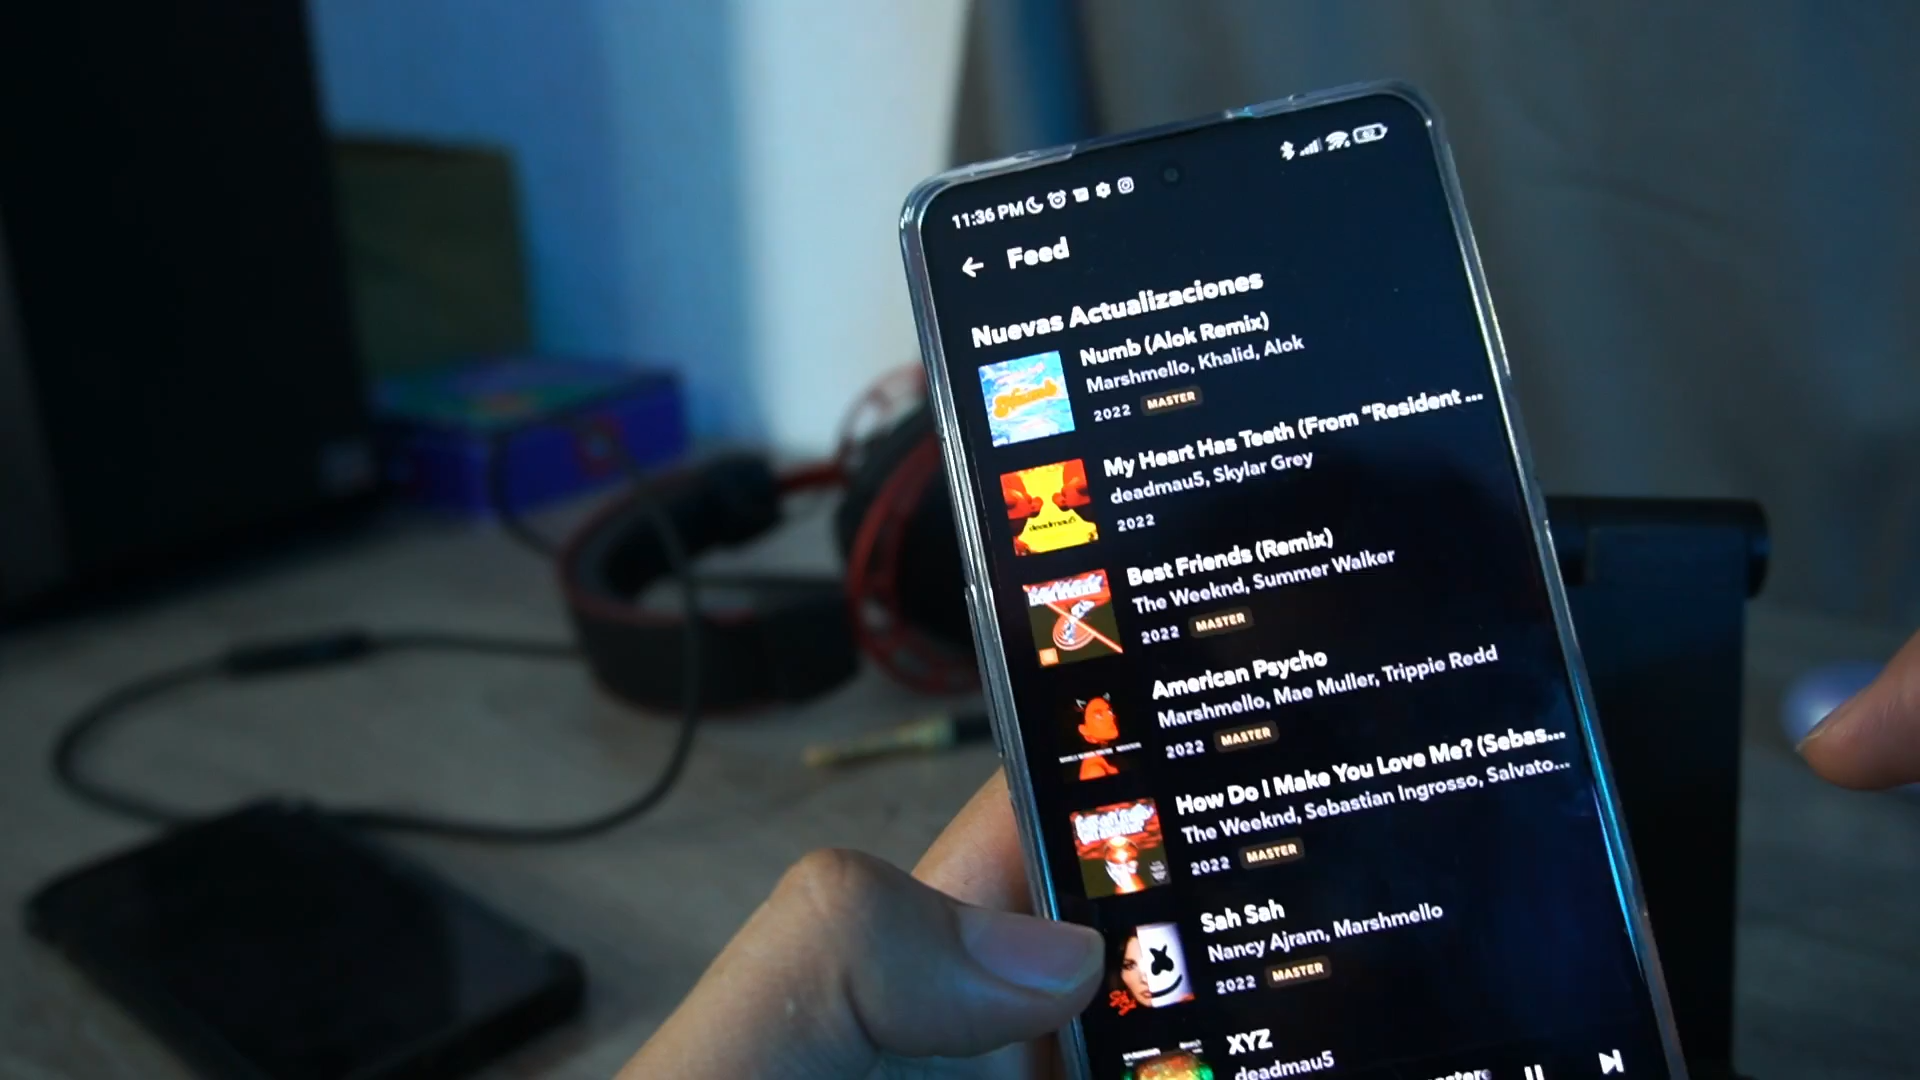 11:36 PM
Feed
Nuevas Actualizaciones
Numb (Alok Remix)
Marshmello, Khalid, Alok
2022 MASTER
My Heart Has Teeth (From "Resident ...
deadmau5, Skylar Grey
2022
Best Friends (Remix)
The Weeknd, Summer Walker
2022 MASTER
American Psycho
Marshmello, Mae Muller, Trippie Redd
2022 MASTER
How Do I Make You Love Me? (Sebas...
The Weeknd, Sebastian Ingrosso, Salvato...
2022 MASTER
Sah Sah
Nancy Ajram, Marshmello
2022 MASTER
XYZ
deadmau5